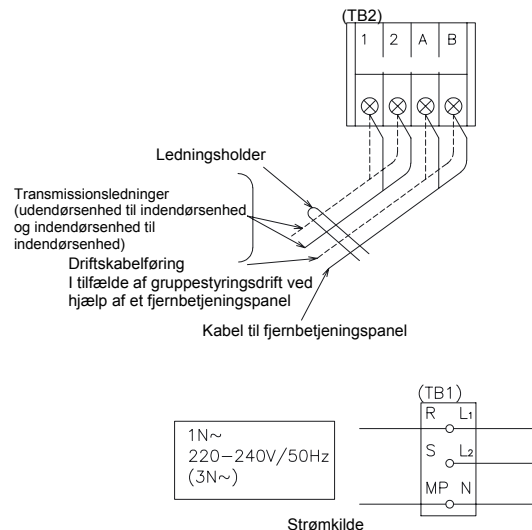 (TB2)
1 2 A B
Ledningsholder
Transmissionsledninger
(udendørsenhed til indendørsenhed
og indendørsenhed til
indendørsenhed)
Driftskabelføring
I tilfælde af gruppestyringsdrift ved
hjælp af et fjernbetjeningspanel
Kabel til fjernbetjeningspanel
(TB1)
R L1
1N~
220-240V/50Hz
(3N~)
S L2
MP N
Strømkilde